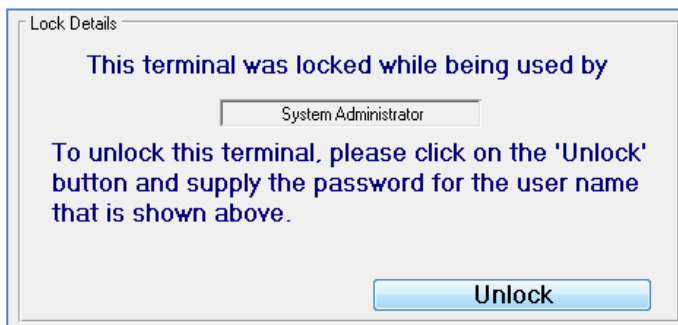 Lock Details
This terminal was locked while being used by
System Administrator
To unlock this terminal, please click on the 'Unlock'
button and supply the password for the user name
that is shown above.
Unlock